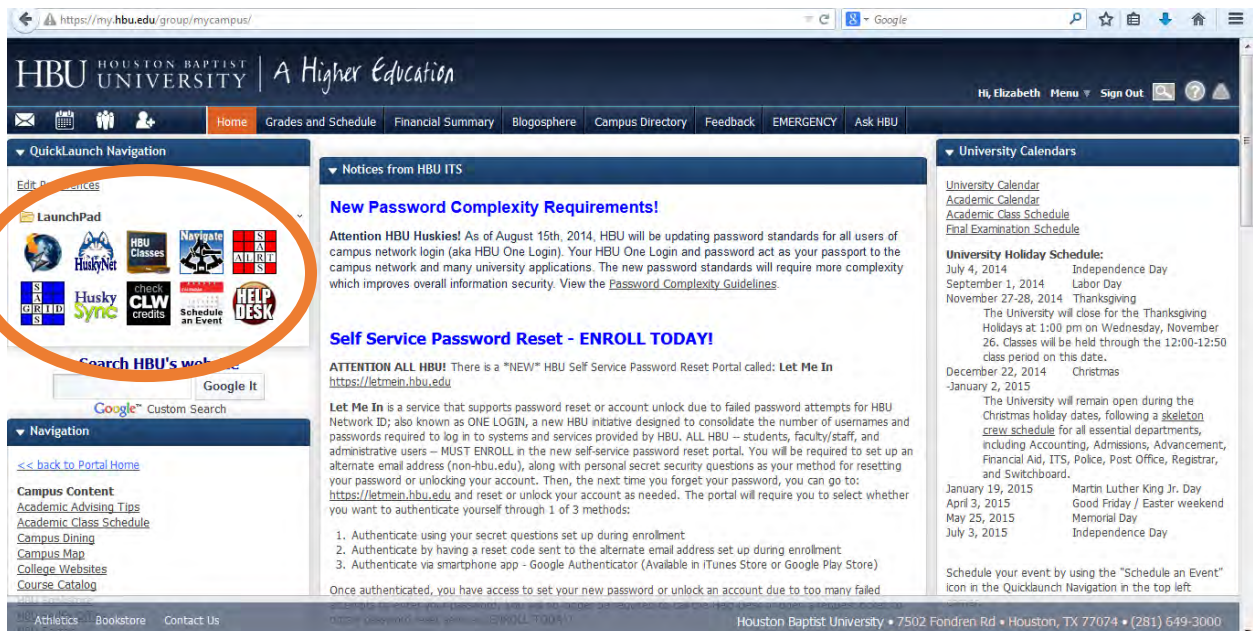 https://my.hbu.edu/group/mycampus/
Google
HBU HOUSTON BAPTIST UNIVERSITY A Higher Education
Hi, Elizabeth Menu Sign Out
Home Grades and Schedule Financial Summary Blogosphere Campus Directory Feedback EMERGENCY Ask HBU
QuickLaunch Navigation
Edit Preferences
LaunchPad
HuskyNet
HBU Classes
Navigate
SAILS ALERT
GRID
Husky Sync
check CLW credits
Schedule an Event
HELP DESK
Search HBU's website
Google It
Google™ Custom Search
Navigation
<< back to Portal Home
Campus Content
Academic Advising Tips
Academic Class Schedule
Campus Dining
Campus Map
College Websites
Course Catalog
Notices from HBU ITS
New Password Complexity Requirements!
Attention HBU Huskies! As of August 15th, 2014, HBU will be updating password standards for all users of
campus network login (aka HBU One Login). Your HBU One Login and password act as your passport to the
campus network and many university applications. The new password standards will require more complexity
which improves overall information security. View the Password Complexity Guidelines.
Self Service Password Reset - ENROLL TODAY!
ATTENTION ALL HBU! There is a *NEW* HBU Self Service Password Reset Portal called: Let Me In
https://letmein.hbu.edu
Let Me In is a service that supports password reset or account unlock due to failed password attempts for HBU
Network ID; also known as ONE LOGIN, a new HBU initiative designed to consolidate the number of usernames and
passwords required to log in to systems and services provided by HBU. ALL HBU -- students, faculty/staff, and
administrative users -- MUST ENROLL in the new self-service password reset portal. You will be required to set up an
alternate email address (non-hbu.edu), along with personal secret security questions as your method for resetting
your password or unlocking your account. Then, the next time you forget your password, you can go to:
https://letmein.hbu.edu and reset or unlock your account as needed. The portal will require you to select whether
you want to authenticate yourself through 1 of 3 methods:
1. Authenticate using your secret questions set up during enrollment
2. Authenticate by having a reset code sent to the alternate email address set up during enrollment
3. Authenticate via smartphone app - Google Authenticator (Available in iTunes Store or Google Play Store)
Once authenticated, you have access to set your new password or unlock an account due to too many failed
University Calendars
University Calendar
Academic Calendar
Academic Class Schedule
Final Examination Schedule
University Holiday Schedule:
July 4, 2014 Independence Day
September 1, 2014 Labor Day
November 27-28, 2014 Thanksgiving
The University will close for the Thanksgiving
Holidays at 1:00 pm on Wednesday, November
26. Classes will be held through the 12:00-12:50
class period on this date.
December 22, 2014 Christmas
-January 2, 2015
The University will remain open during the
Christmas holiday dates, following a skeleton
crew schedule for all essential departments,
including Accounting, Admissions, Advancement,
Financial Aid, ITS, Police, Post Office, Registrar,
and Switchboard.
January 19, 2015 Martin Luther King Jr. Day
April 3, 2015 Good Friday / Easter weekend
May 25, 2015 Memorial Day
July 3, 2015 Independence Day
Schedule your event by using the "Schedule an Event"
icon in the Quicklaunch Navigation in the top left
Athletics Bookstore Contact Us
Houston Baptist University • 7502 Fondren Rd • Houston, TX 77074 • (281) 649-3000